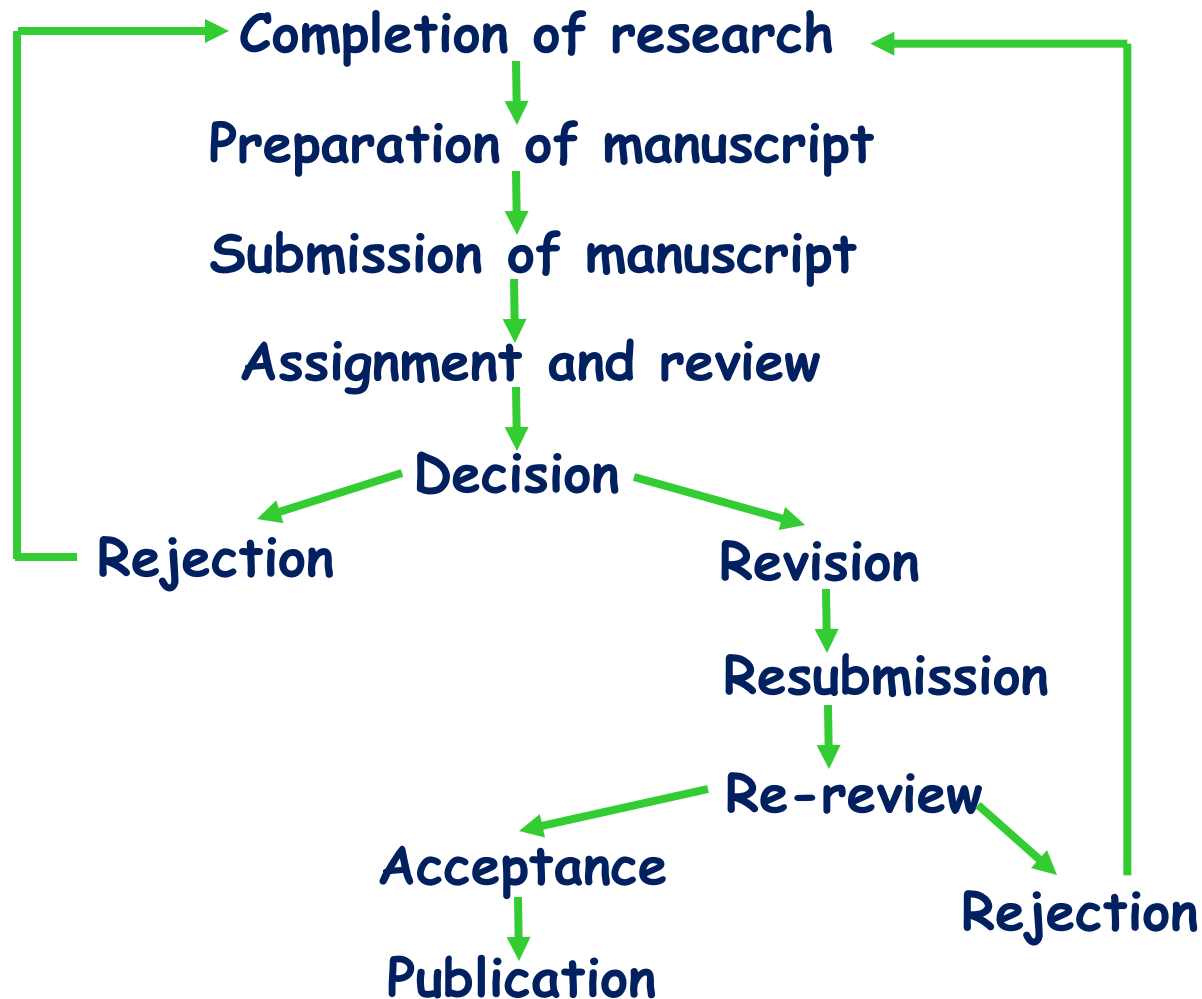 Completion of research
Preparation of manuscript
Submission of manuscript
Assignment and review
Decision
Rejection
Revision
Resubmission
Re-review
Acceptance
Rejection
Publication